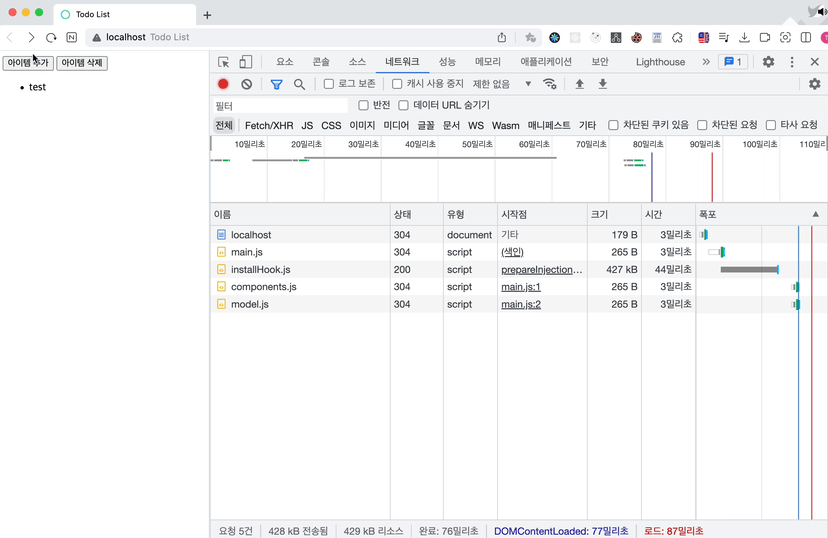 Todo List
localhost Todo List
아이템 추가 아이템 삭제
test
요소 콘솔 소스 네트워크 성능 메모리 애플리케이션 보안 Lighthouse 1
로그 보존 캐시 사용 중지 제한 없음
필터 반전 데이터 URL 숨기기
전체 Fetch/XHR JS CSS 이미지 미디어 글꼴 문서 WS Wasm 매니페스트 기타 차단된 쿠키 있음 차단된 요청 타사 요청
10밀리초 20밀리초 30밀리초 40밀리초 50밀리초 60밀리초 70밀리초 80밀리초 90밀리초 100밀리초 110밀리
이름 상태 유형 시작점 크기 시간 폭포
localhost 304 document 기타 179 B 3밀리초
main.js 304 script (색인) 265 B 3밀리초
installHook.js 200 script prepareInjection… 427 kB 44밀리초
components.js 304 script main.js:1 265 B 3밀리초
model.js 304 script main.js:2 265 B 3밀리초
요청 5건 428 kB 전송됨 429 kB 리소스 완료: 76밀리초 DOMContentLoaded: 77밀리초 로드: 87밀리초